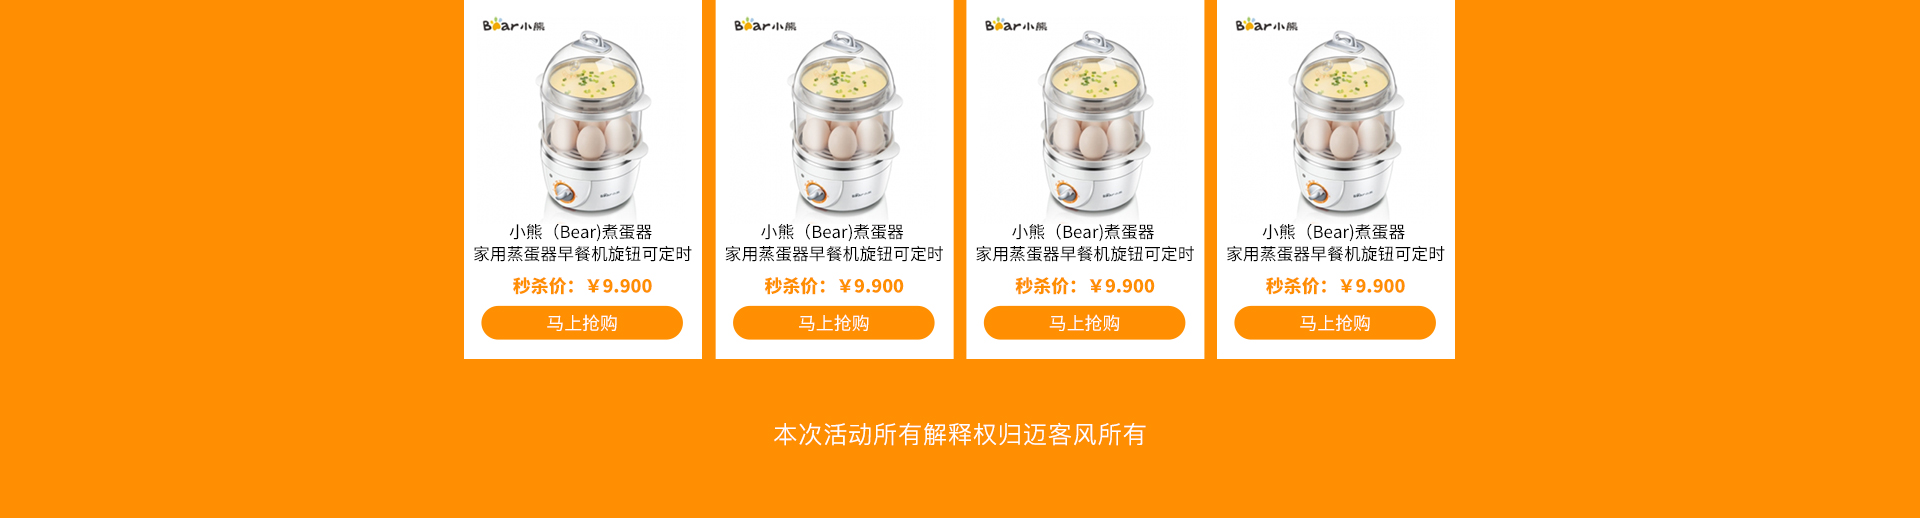 Bear小熊
Bear小熊
Bear小熊
Bear小熊
小熊（Bear)煮蛋器
家用蒸蛋器早餐机旋钮可定时
秒杀价：￥9.900
马上抢购
小熊（Bear)煮蛋器
家用蒸蛋器早餐机旋钮可定时
秒杀价：￥9.900
马上抢购
小熊（Bear)煮蛋器
家用蒸蛋器早餐机旋钮可定时
秒杀价：￥9.900
马上抢购
小熊（Bear)煮蛋器
家用蒸蛋器早餐机旋钮可定时
秒杀价：￥9.900
马上抢购
本次活动所有解释权归迈客风所有